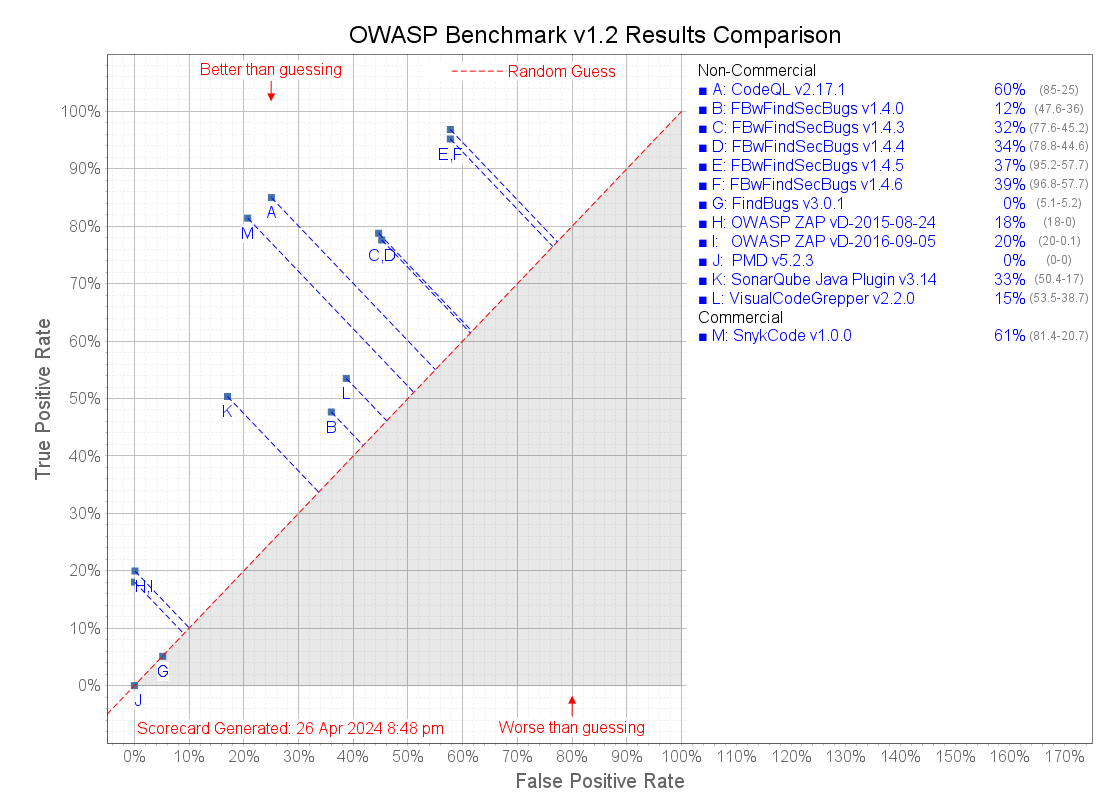 OWASP Benchmark v1.2 Results Comparison
Better than guessing
Random Guess
Non-Commercial
A: CodeQL v2.17.1 60% (85-25)
B: FBwFindSecBugs v1.4.0 12% (47.6-36)
C: FBwFindSecBugs v1.4.3 32% (77.6-45.2)
D: FBwFindSecBugs v1.4.4 34% (78.8-44.6)
E: FBwFindSecBugs v1.4.5 37% (95.2-57.7)
F: FBwFindSecBugs v1.4.6 39% (96.8-57.7)
G: FindBugs v3.0.1 0% (5.1-5.2)
H: OWASP ZAP vD-2015-08-24 18% (18-0)
I: OWASP ZAP vD-2016-09-05 20% (20-0.1)
J: PMD v5.2.3 0% (0-0)
K: SonarQube Java Plugin v3.14 33% (50.4-17)
L: VisualCodeGrepper v2.2.0 15% (53.5-38.7)
Commercial
M: SnykCode v1.0.0 61% (81.4-20.7)
True Positive Rate
100%
90%
80%
70%
60%
50%
40%
30%
20%
10%
0%
E,F
A
M
C,D
L
K
B
H,I
G
J
Scorecard Generated: 26 Apr 2024 8:48 pm
Worse than guessing
0% 10% 20% 30% 40% 50% 60% 70% 80% 90% 100% 110% 120% 130% 140% 150% 160% 170%
False Positive Rate